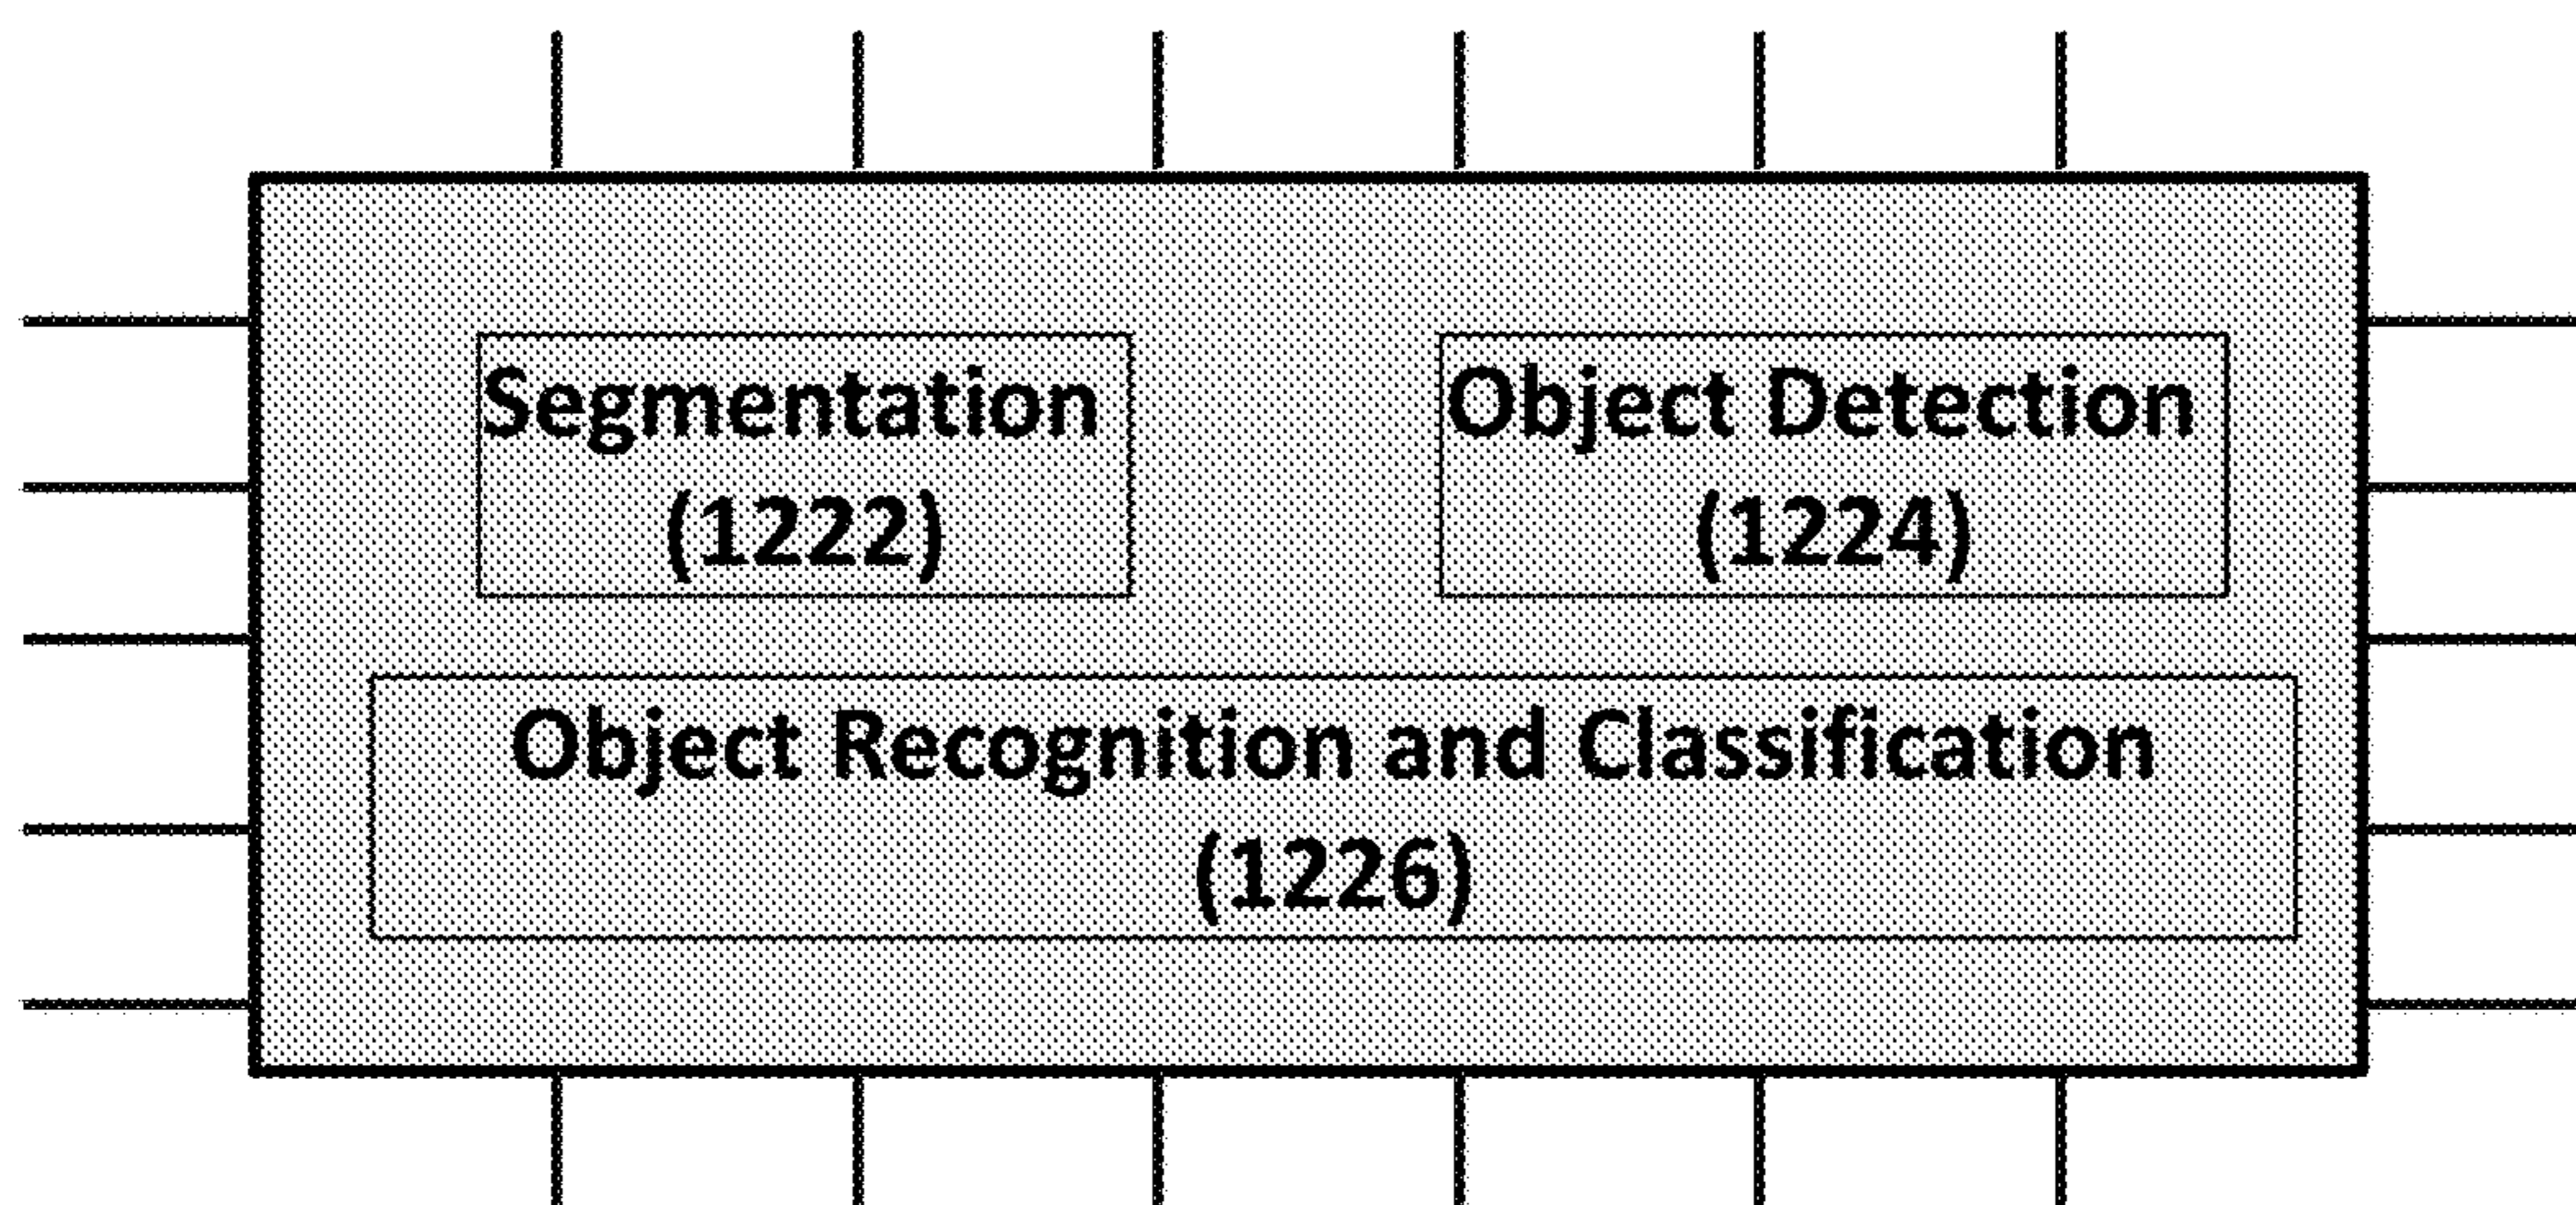 Segmentation
(1222)
Object Detection
(1224)
Object Recognition and Classification
(1226)